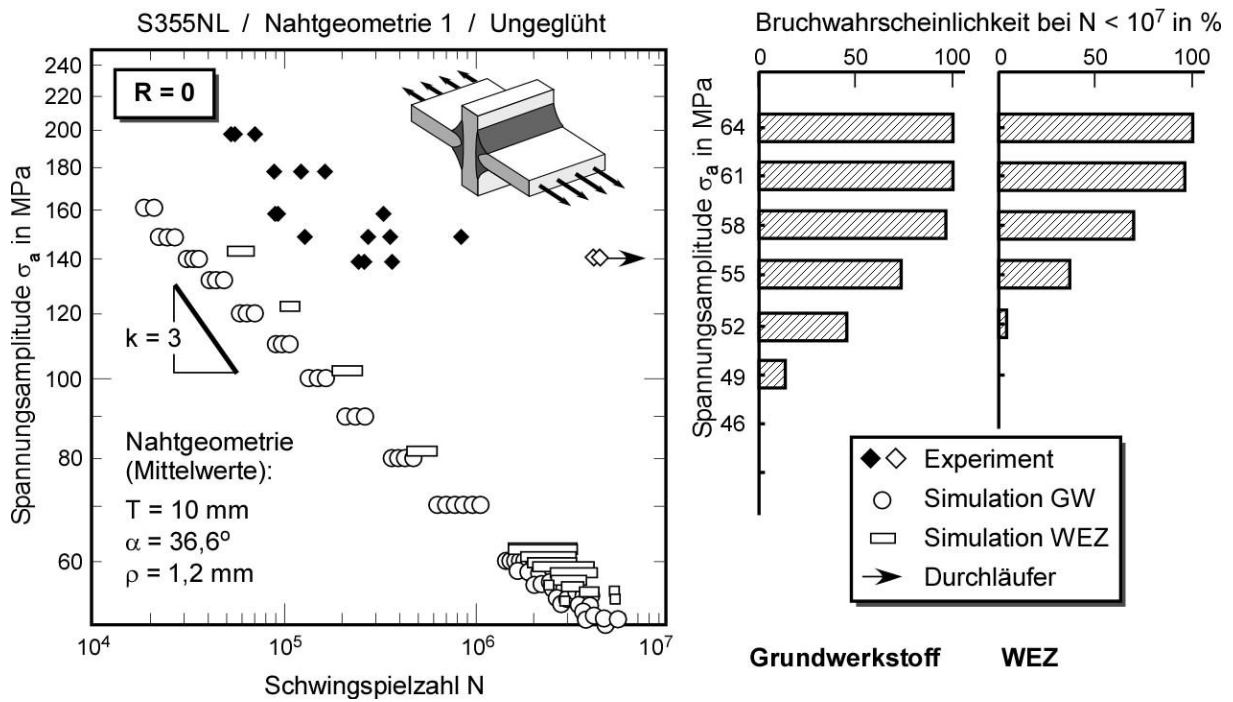 S355NL / Nahtgeometrie 1 / Ungeglüht
R = 0
Spannungsamplitude σa in MPa
240
220
200
180
160
140
120
100
80
60
k = 3
Nahtgeometrie
(Mittelwerte):
T = 10 mm
α = 36,6º
ρ = 1,2 mm
10⁴
10⁵
10⁶
10⁷
Schwingspielzahl N
Bruchwahrscheinlichkeit bei N < 10⁷ in %
0 50 100
0 50 100
Spannungsamplitude σa in MPa
64
61
58
55
52
49
46
Experiment
Simulation GW
Simulation WEZ
Durchläufer
Grundwerkstoff WEZ